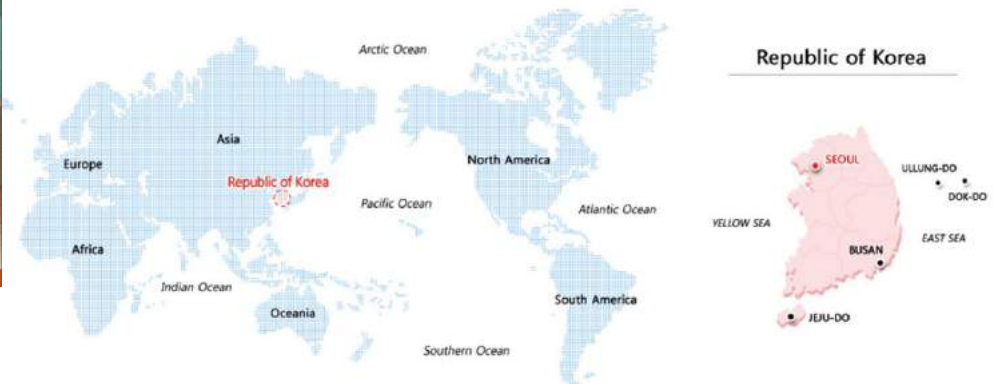 Arctic Ocean
Asia
Europe
North America
Republic of Korea
Pacific Ocean
Atlantic Ocean
Africa
Indian Ocean
Oceania
South America
Southern Ocean
Republic of Korea
SEOUL
ULLUNG-DO
DOK-DO
YELLOW SEA
EAST SEA
BUSAN
JEJU-DO